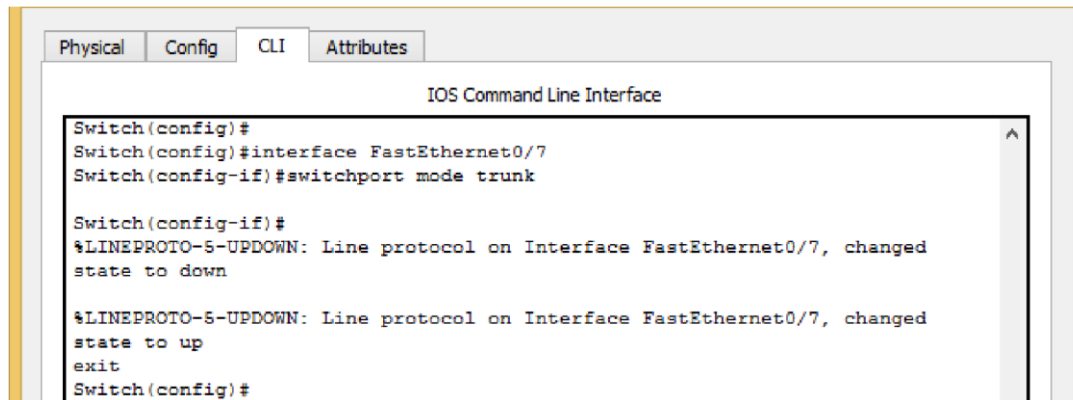 Physical Config CLI Attributes
IOS Command Line Interface
Switch(config)#
Switch(config)#interface FastEthernet0/7
Switch(config-if)#switchport mode trunk
Switch(config-if)#
%LINEPROTO-5-UPDOWN: Line protocol on Interface FastEthernet0/7, changed
state to down
%LINEPROTO-5-UPDOWN: Line protocol on Interface FastEthernet0/7, changed
state to up
exit
Switch(config)#